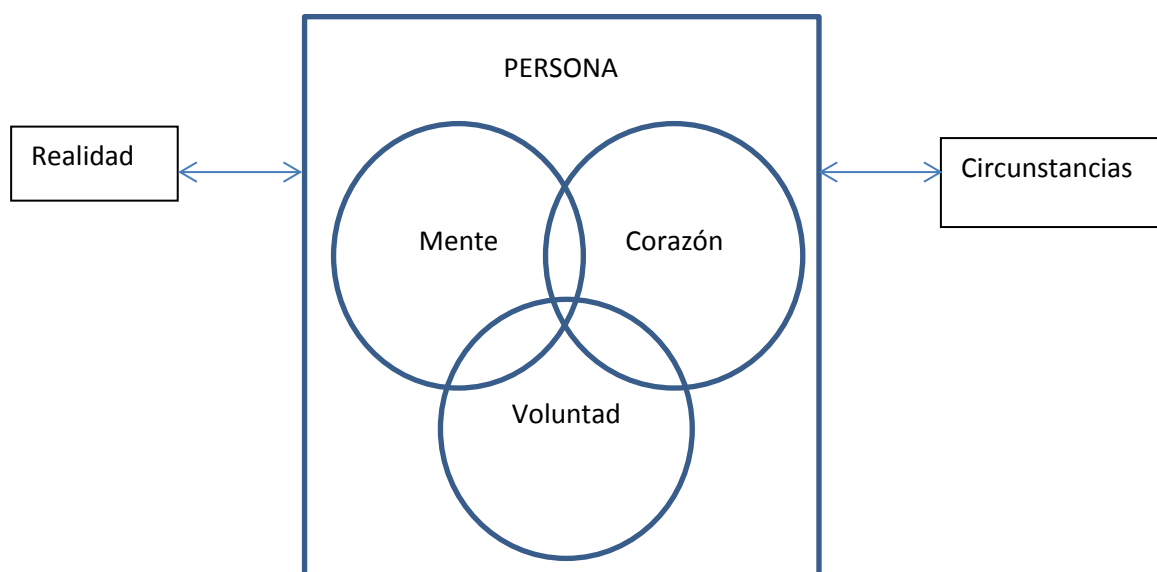 PERSONA
Realidad
Circunstancias
Mente
Corazón
Voluntad